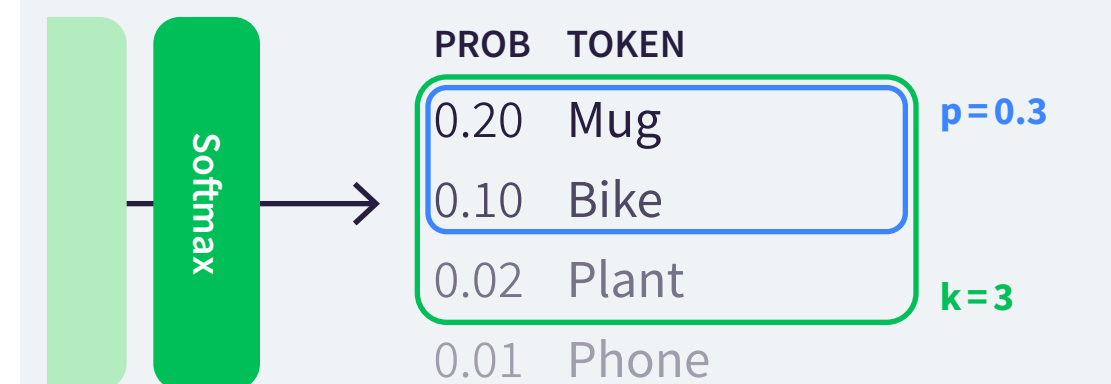 Softmax
PROB TOKEN
0.20 Mug
0.10 Bike
0.02 Plant
0.01 Phone
p = 0.3
k = 3